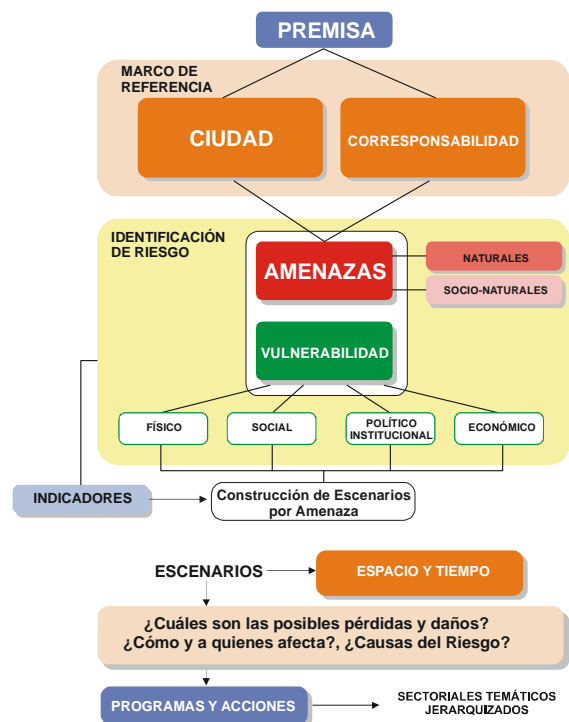 PREMISA
MARCO DE
REFERENCIA
CIUDAD
CORRESPONSABILIDAD
IDENTIFICACIÓN
DE RIESGO
AMENAZAS
NATURALES
SOCIO-NATURALES
VULNERABILIDAD
FÍSICO
SOCIAL
POLÍTICO
INSTITUCIONAL
ECONÓMICO
INDICADORES
Construcción de Escenarios
por Amenaza
ESCENARIOS
ESPACIO Y TIEMPO
¿Cuáles son las posibles pérdidas y daños?
¿Cómo y a quienes afecta?, ¿Causas del Riesgo?
PROGRAMAS Y ACCIONES
SECTORIALES TEMÁTICOS
JERARQUIZADOS